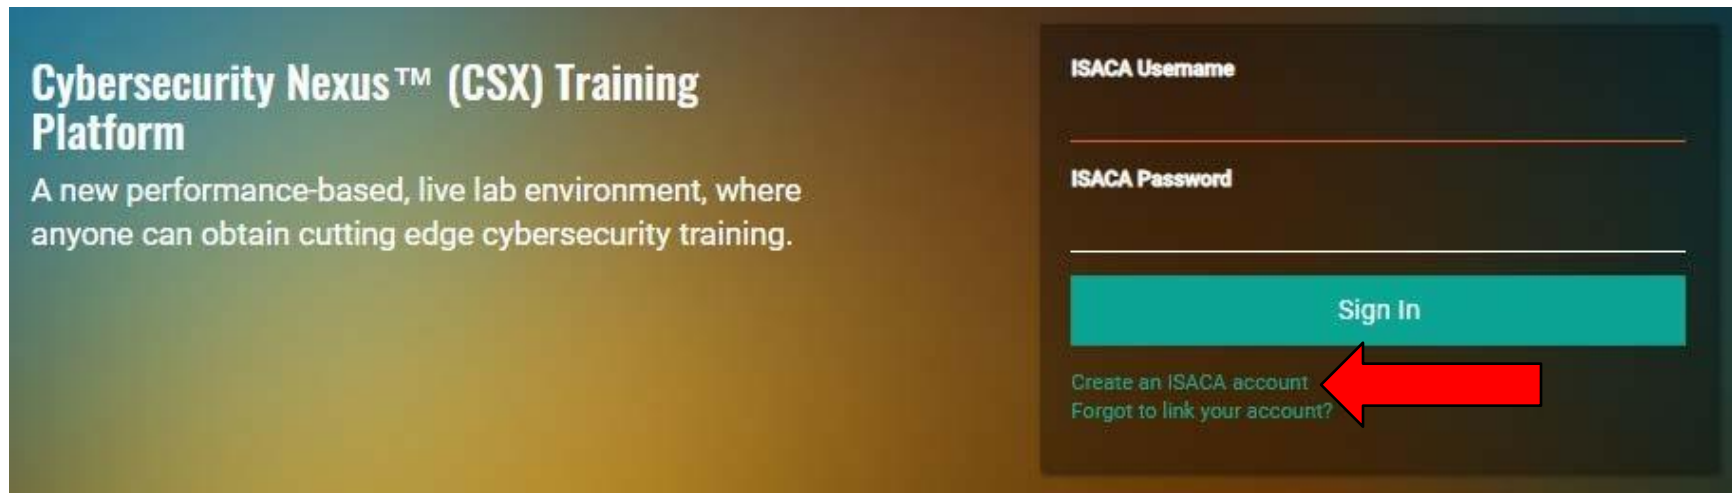 Cybersecurity Nexus™ (CSX) Training
Platform
A new performance-based, live lab environment, where
anyone can obtain cutting edge cybersecurity training.
ISACA Username
ISACA Password
Sign In
Create an ISACA account
Forgot to link your account?